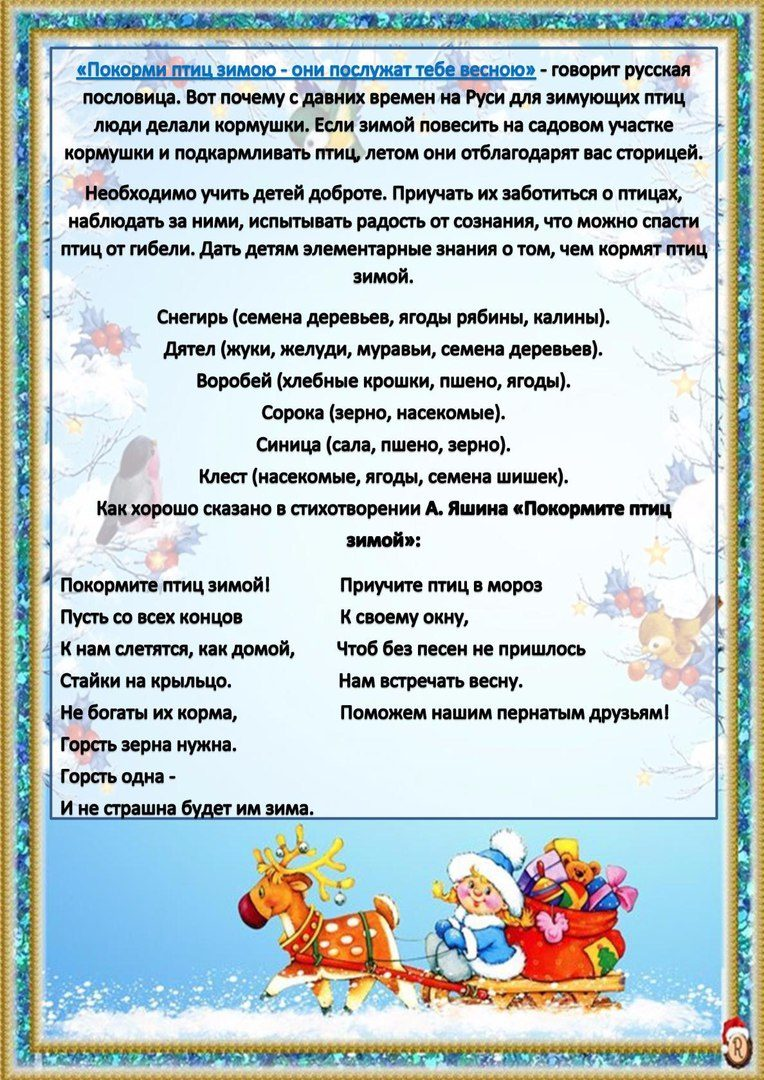 «Покорми птиц зимою - они послужат тебе весною» - говорит русская
пословица. Вот почему с давних времен на Руси для зимующих птиц
люди делали кормушки. Если зимой повесить на садовом участке
кормушки и подкармливать птиц, летом они отблагодарят вас сторицей.
Необходимо учить детей доброте. Приучать их заботиться о птицах,
наблюдать за ними, испытывать радость от сознания, что можно спасти
птиц от гибели. Дать детям элементарные знания о том, чем кормят птиц
зимой.
Снегирь (семена деревьев, ягоды рябины, калины).
Дятел (жуки, желуди, муравьи, семена деревьев).
Воробей (хлебные крошки, пшено, ягоды).
Сорока (зерно, насекомые).
Синица (сала, пшено, зерно).
Клест (насекомые, ягоды, семена шишек).
Как хорошо сказано в стихотворении А. Яшина «Покормите птиц
зимой»:
Покормите птиц зимой!
Пусть со всех концов
К нам слетятся, как домой,
Стайки на крыльцо.
Не богаты их корма,
Горсть зерна нужна.
Горсть одна -
И не страшна будет им зима.
Приучите птиц в мороз
К своему окну,
Чтоб без песен не пришлось
Нам встречать весну.
Поможем нашим пернатым друзьям!
R